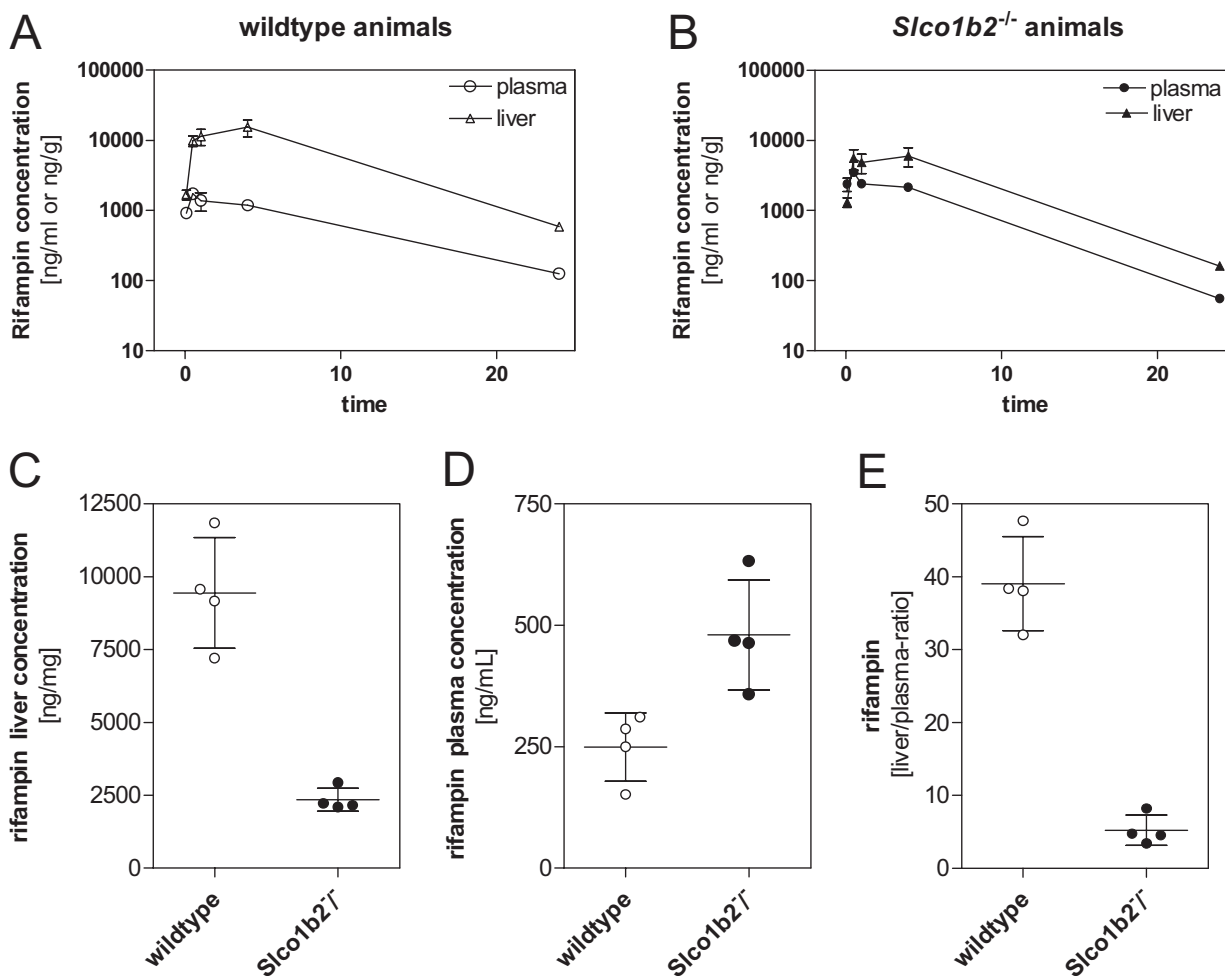 A
wildtype animals
Rifampin concentration
[ng/ml or ng/g]
100000
10000
1000
100
10
plasma
liver
0
10
20
time
B
Slco1b2-/- animals
Rifampin concentration
[ng/ml or ng/g]
100000
10000
1000
100
10
plasma
liver
0
10
20
time
C
rifampin liver concentration
[ng/mg]
12500
10000
7500
5000
2500
0
wildtype
Slco1b2-/-
D
rifampin plasma concentration
[ng/mL]
750
500
250
0
wildtype
Slco1b2-/-
E
rifampin
[liver/plasma-ratio]
50
40
30
20
10
0
wildtype
Slco1b2-/-